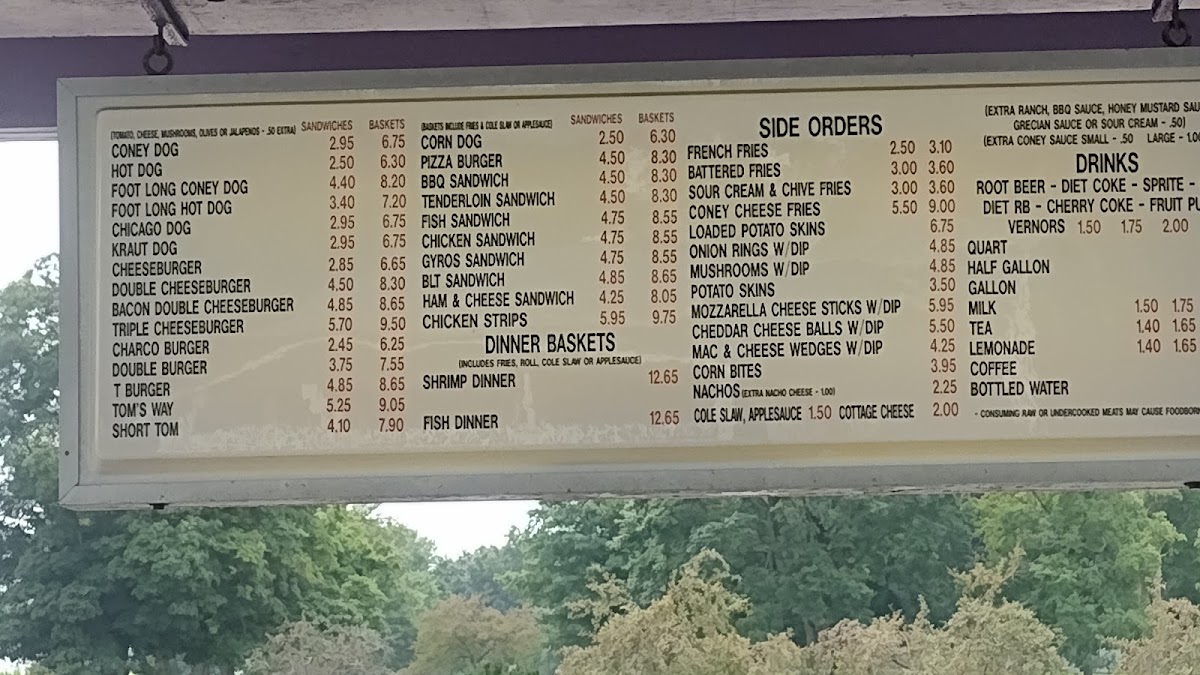 (TOMATO, CHEESE, MUSHROOMS, OLIVES OR JALAPENOS - .50 EXTRA) SANDWICHES BASKETS
CONEY DOG 2.95 6.75
HOT DOG 2.50 6.30
FOOT LONG CONEY DOG 4.40 8.20
FOOT LONG HOT DOG 3.40 7.20
CHICAGO DOG 2.95 6.75
KRAUT DOG 2.95 6.75
CHEESEBURGER 2.85 6.65
DOUBLE CHEESEBURGER 4.50 8.30
BACON DOUBLE CHEESEBURGER 4.85 8.65
TRIPLE CHEESEBURGER 5.70 9.50
CHARCO BURGER 2.45 6.25
DOUBLE BURGER 3.75 7.55
T BURGER 4.85 8.65
TOM'S WAY 5.25 9.05
SHORT TOM 4.10 7.90
(BASKETS INCLUDE FRIES & COLE SLAW OR APPLESAUCE) SANDWICHES BASKETS
CORN DOG 2.50 6.30
PIZZA BURGER 4.50 8.30
BBQ SANDWICH 4.50 8.30
TENDERLOIN SANDWICH 4.50 8.30
FISH SANDWICH 4.75 8.55
CHICKEN SANDWICH 4.75 8.55
GYROS SANDWICH 4.75 8.55
BLT SANDWICH 4.85 8.65
HAM & CHEESE SANDWICH 4.25 8.05
CHICKEN STRIPS 5.95 9.75
DINNER BASKETS
(INCLUDES FRIES, ROLL, COLE SLAW OR APPLESAUCE)
SHRIMP DINNER 12.65
FISH DINNER 12.65
SIDE ORDERS
FRENCH FRIES 2.50 3.10
BATTERED FRIES 3.00 3.60
SOUR CREAM & CHIVE FRIES 3.00 3.60
CONEY CHEESE FRIES 5.50 9.00
LOADED POTATO SKINS 6.75
ONION RINGS W/DIP 4.85
MUSHROOMS W/DIP 4.85
POTATO SKINS 3.50
MOZZARELLA CHEESE STICKS W/DIP 5.95
CHEDDAR CHEESE BALLS W/DIP 5.50
MAC & CHEESE WEDGES W/DIP 4.25
CORN BITES 3.95
NACHOS (EXTRA NACHO CHEESE - 1.00) 2.25
COLE SLAW, APPLESAUCE 1.50 COTTAGE CHEESE 2.00
(EXTRA RANCH, BBQ SAUCE, HONEY MUSTARD SAU
GRECIAN SAUCE OR SOUR CREAM - .50)
(EXTRA CONEY SAUCE SMALL - .50 LARGE - 1.00
DRINKS
ROOT BEER - DIET COKE - SPRITE -
DIET RB - CHERRY COKE - FRUIT PU
VERNORS 1.50 1.75 2.00
QUART
HALF GALLON
GALLON
MILK 1.50 1.75
TEA 1.40 1.65
LEMONADE 1.40 1.65
COFFEE
BOTTLED WATER
- CONSUMING RAW OR UNDERCOOKED MEATS MAY CAUSE FOODBORN